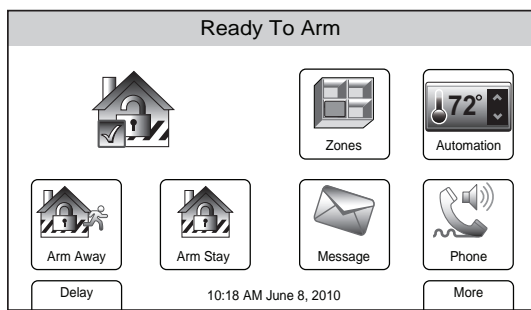 Ready To Arm
72°
Zones
Automation
Arm Away
Arm Stay
Message
Phone
Delay
10:18 AM June 8, 2010
More